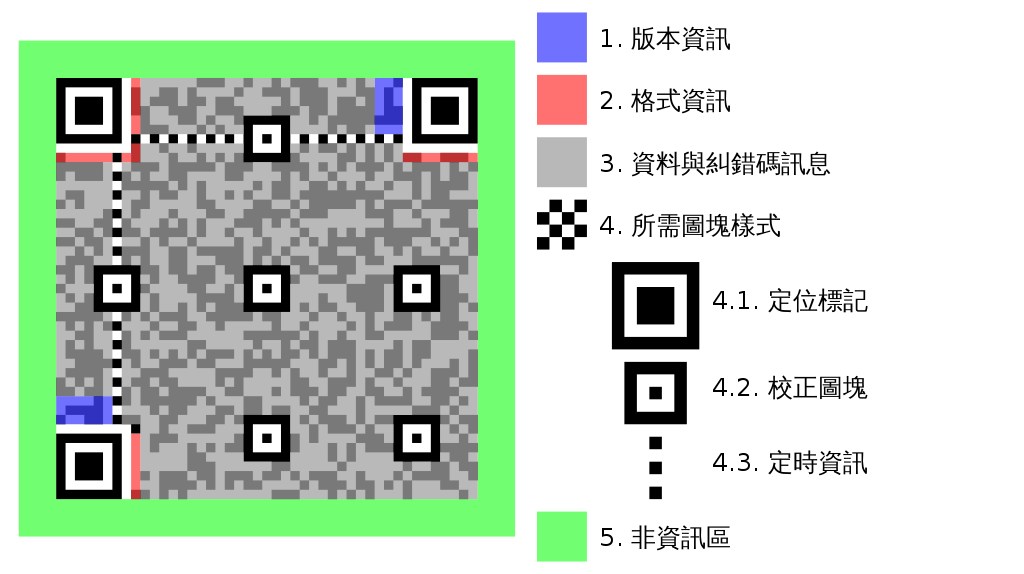 1. 版本資訊
2. 格式資訊
3. 資料與糾錯碼訊息
4. 所需圖塊樣式
4.1. 定位標記
4.2. 校正圖塊
4.3. 定時資訊
5. 非資訊區